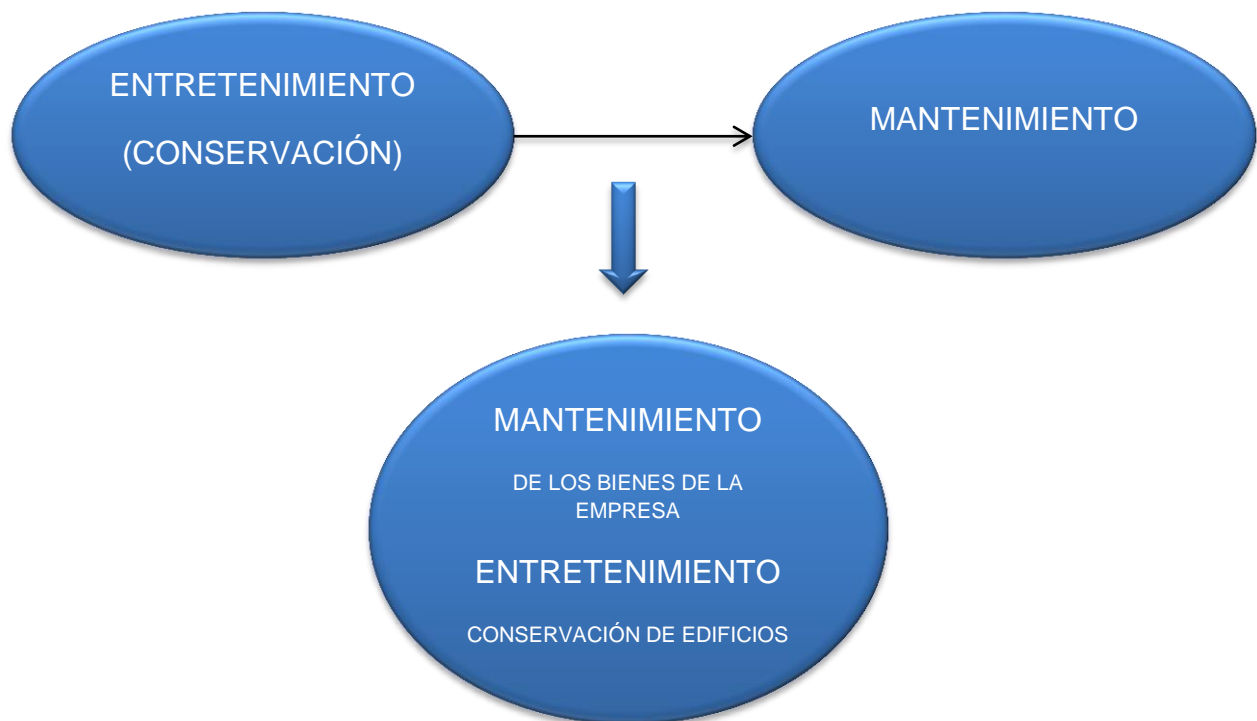 ENTRETENIMIENTO
(CONSERVACIÓN)
MANTENIMIENTO
MANTENIMIENTO
DE LOS BIENES DE LA
EMPRESA
ENTRETENIMIENTO
CONSERVACIÓN DE EDIFICIOS